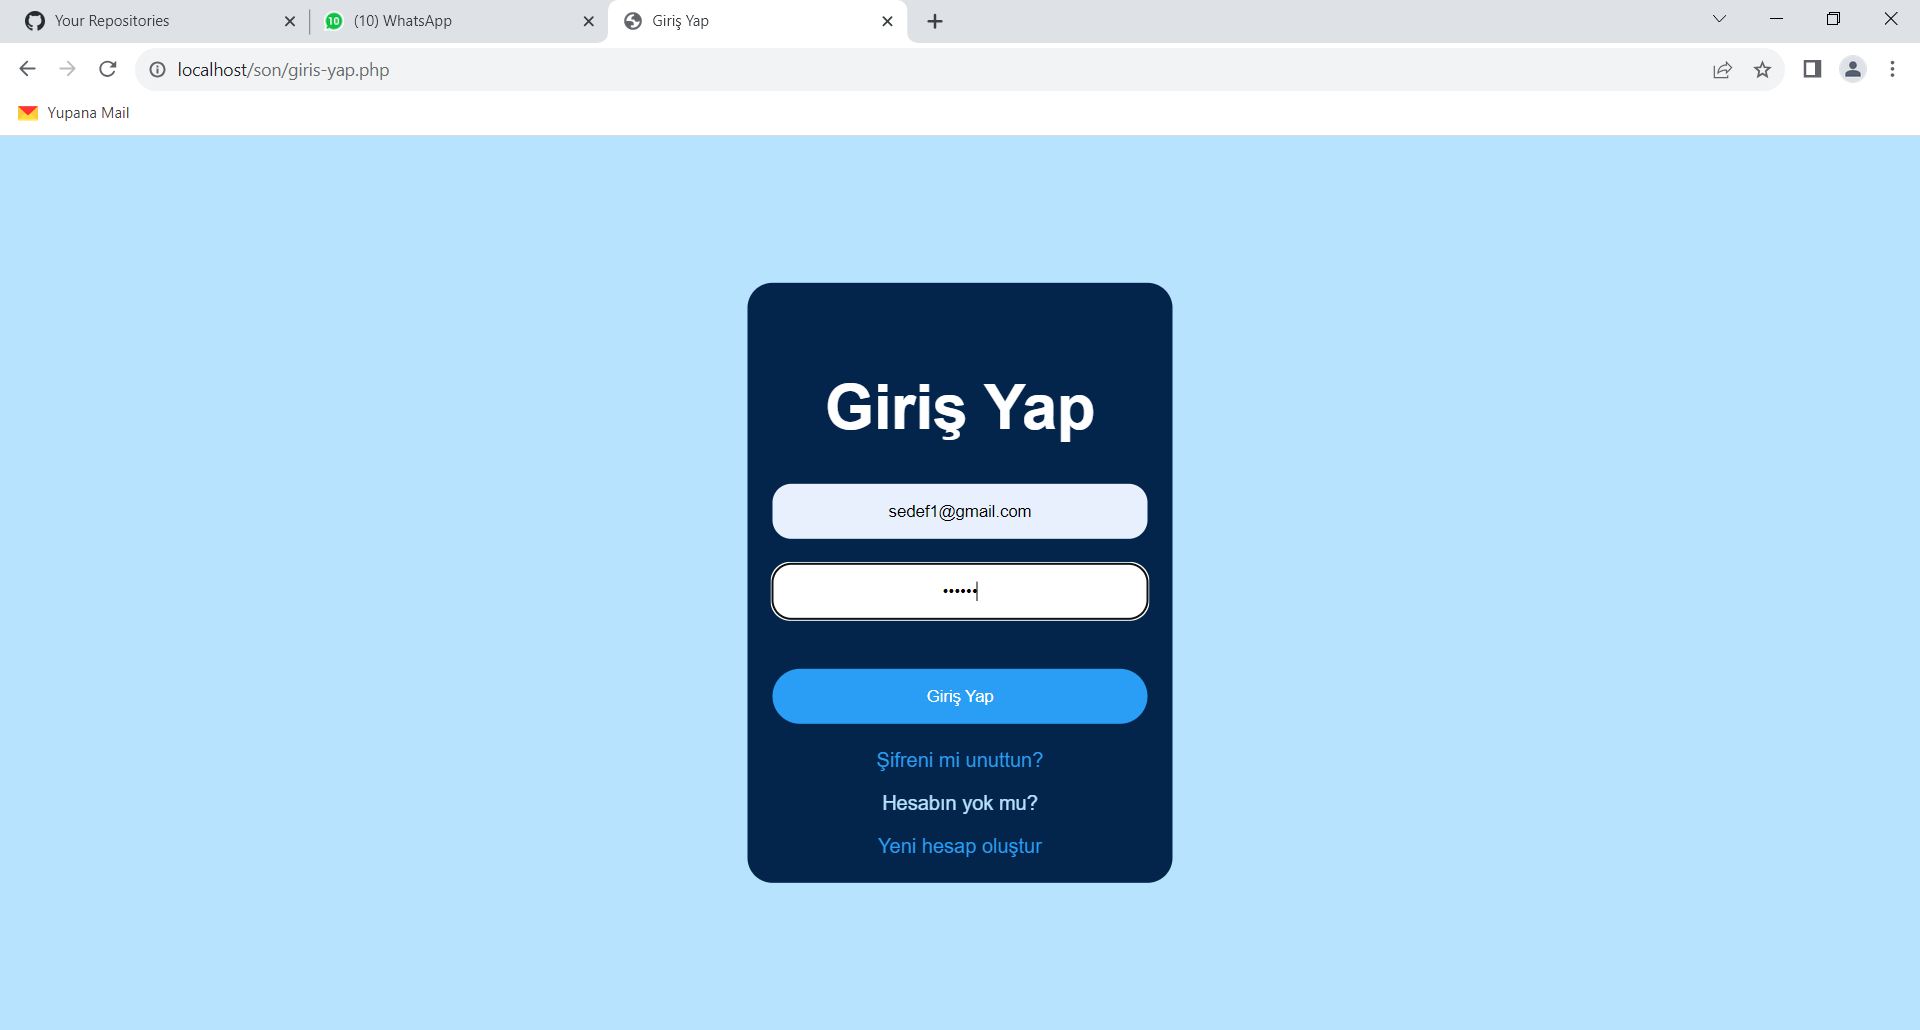 Your Repositories
10 (10) WhatsApp
Giriş Yap
localhost/son/giris-yap.php
Yupana Mail
Giriş Yap
sedef1@gmail.com
••••••
Giriş Yap
Şifreni mi unuttun?
Hesabın yok mu?
Yeni hesap oluştur